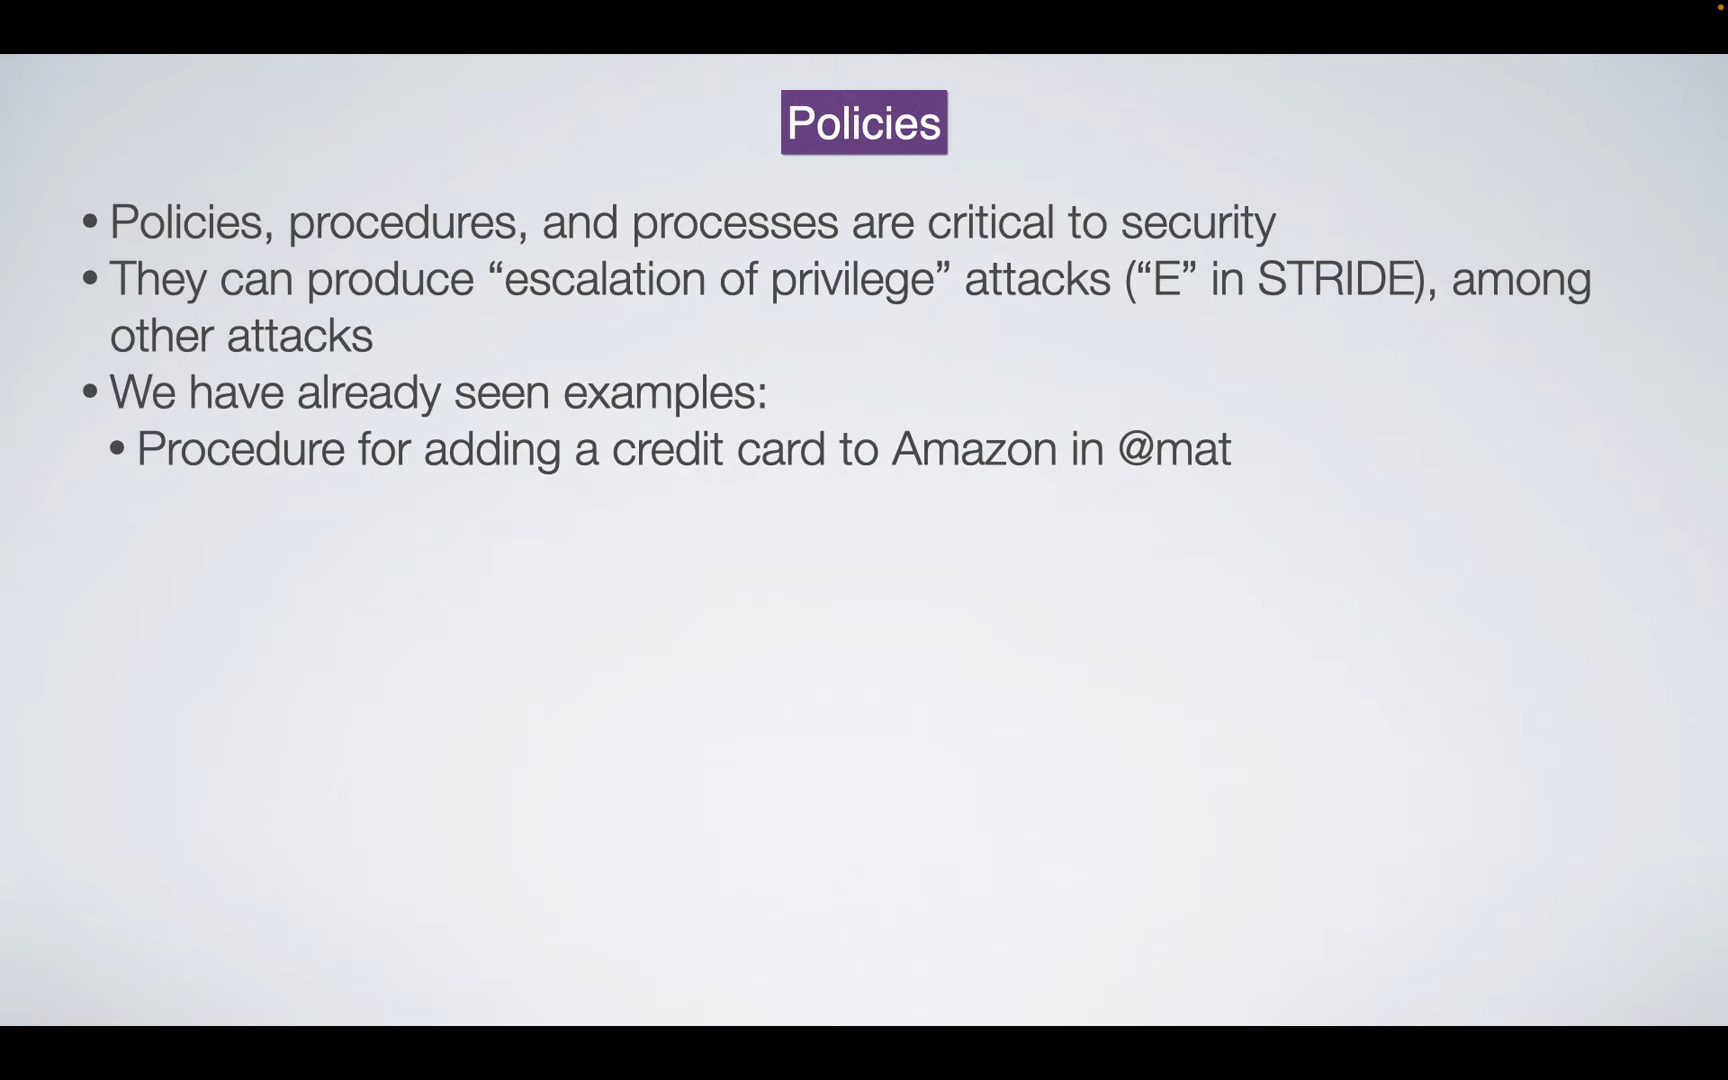 Policies
• Policies, procedures, and processes are critical to security
• They can produce “escalation of privilege” attacks (“E” in STRIDE), among
other attacks
• We have already seen examples:
• Procedure for adding a credit card to Amazon in @mat